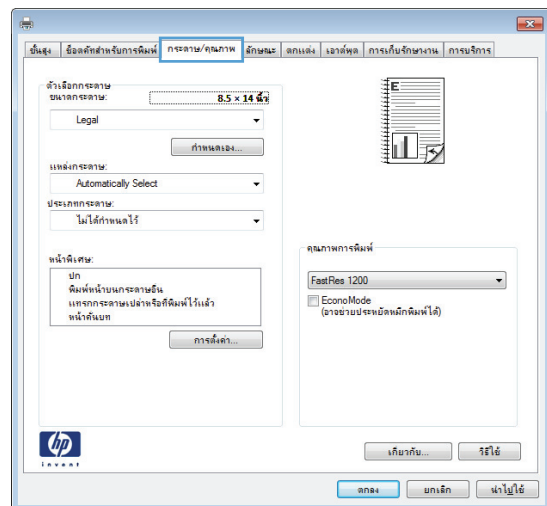 ขั้นสูง ช็อตคัทสำหรับการพิมพ์ กระดาษ/คุณภาพ ลักษณะ ตกแต่ง เอาต์พุต การเก็บรักษางาน การบริการ
ตัวเลือกกระดาษ
ขนาดกระดาษ: 8.5 × 14 นิ้ว
Legal
กำหนดเอง...
แหล่งกระดาษ:
Automatically Select
ประเภทกระดาษ:
ไม่ได้กำหนดไว้
หน้าพิเศษ:
ปก
พิมพ์หน้าบนกระดาษอื่น
แทรกกระดาษเปล่าหรือที่พิมพ์ไว้แล้ว
หน้าคั่นบท
การตั้งค่า...
E
คุณภาพการพิมพ์
FastRes 1200
EconoMode
(อาจช่วยประหยัดหมึกพิมพ์ได้)
hp
invent
เกี่ยวกับ... วิธีใช้
ตกลง ยกเลิก นำไปใช้